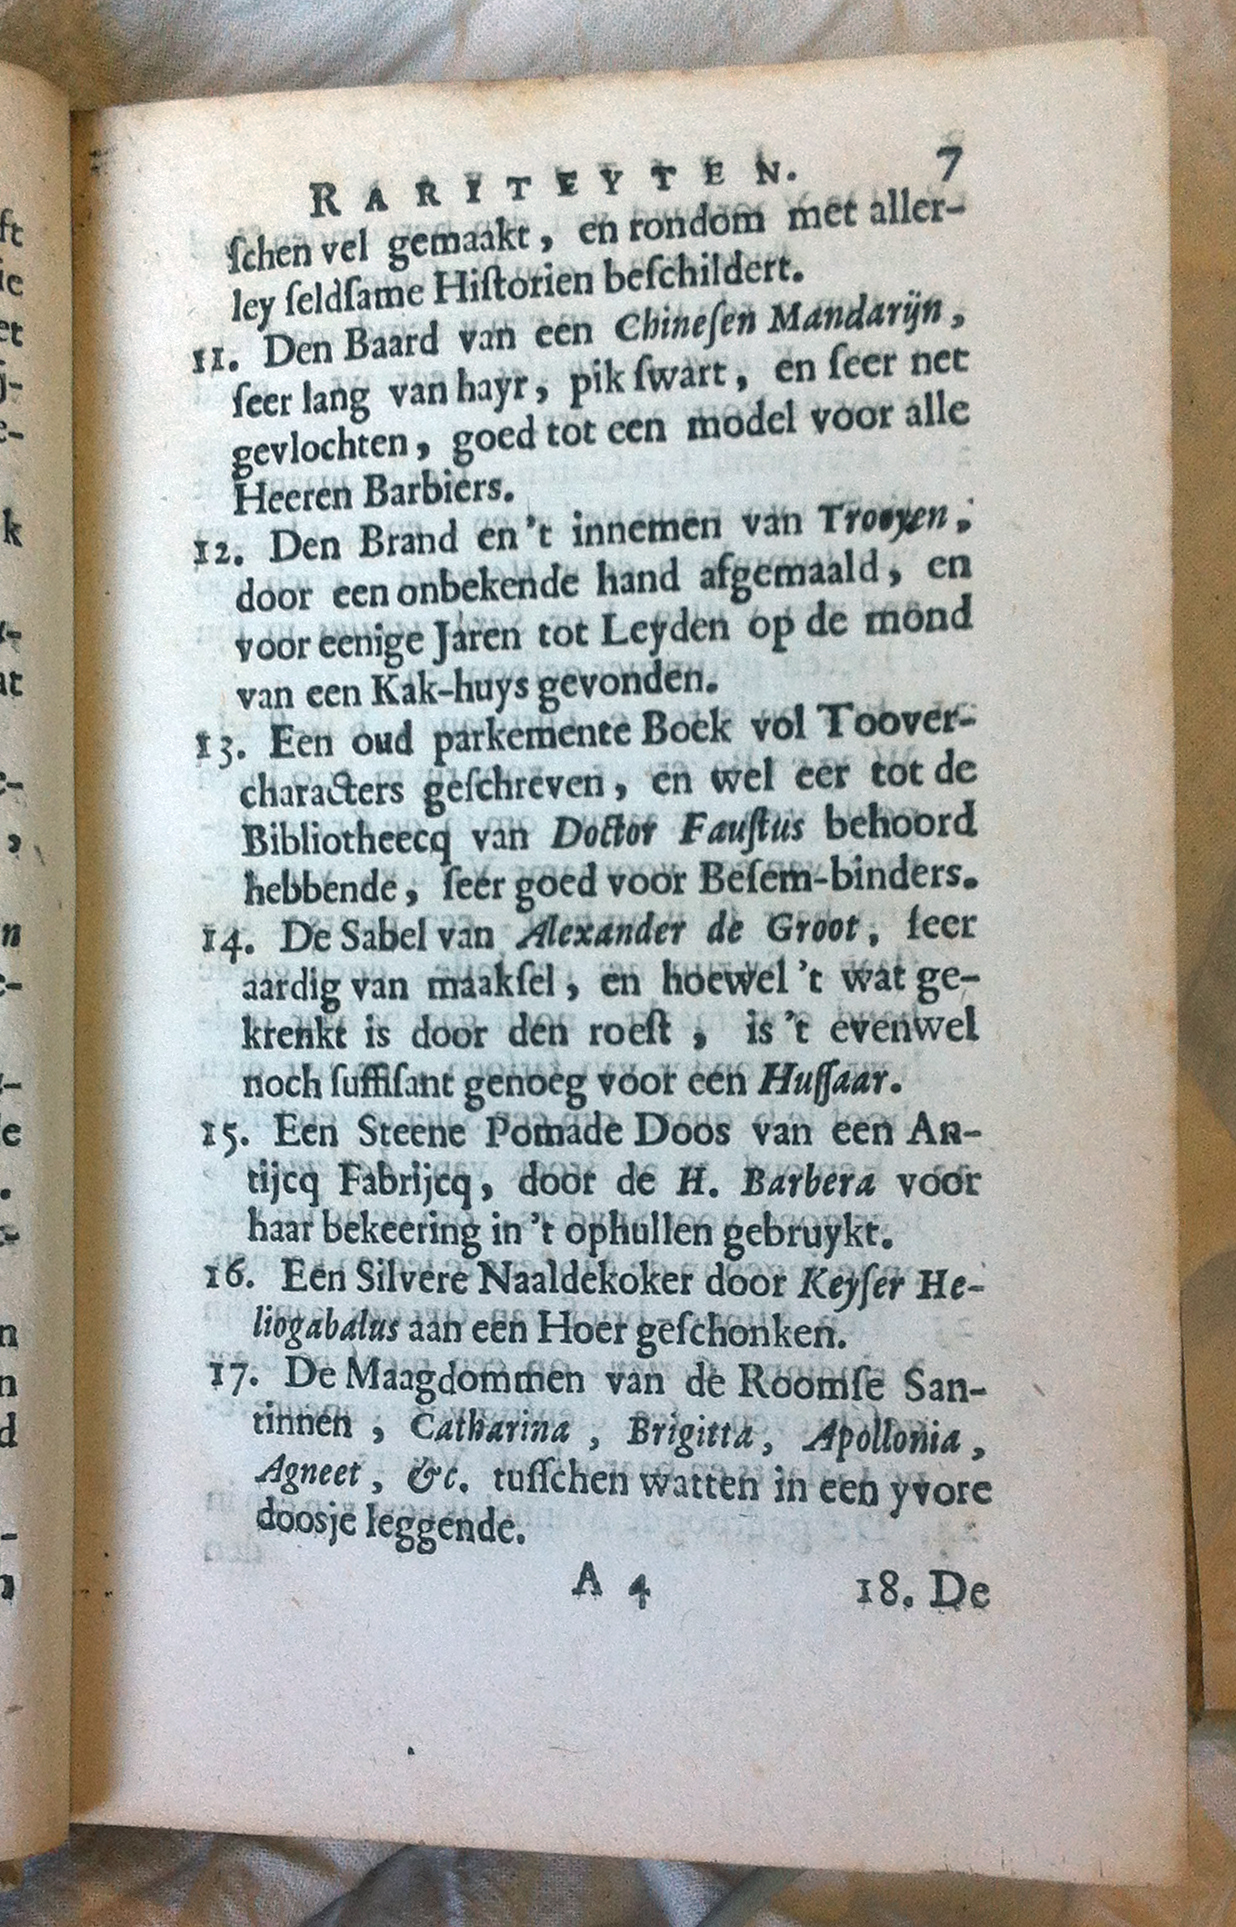 RARITEYTEN. 7
ſchen vel gemaakt, en rondom met aller-
ley ſeldſame Hiſtorien beſchildert.
11. Den Baard van een Chineſen Mandarijn,
ſeer lang van hayr, pik ſwart, en ſeer net
gevlochten, goed tot een model voor alle
Heeren Barbiers.
12. Den Brand en 't innemen van Trooyen,
door een onbekende hand afgemaald, en
voor eenige Jaren tot Leyden op de mond
van een Kak-huys gevonden.
13. Een oud parkemente Boek vol Toover-
characters geſchreven, en wel eer tot de
Bibliotheecq van Doctor Fauſtus behoord
hebbende, ſeer goed voor Beſem-binders.
14. De Sabel van Alexander de Groot, ſeer
aardig van maakſel, en hoewel 't wat ge-
krenkt is door den roeſt, is 't evenwel
noch ſuffiſant genoeg voor een Huſſaar.
15. Een Steene Pomade Doos van een An-
tijcq Fabrijcq, door de H. Barbera voor
haar bekeering in 't ophullen gebruykt.
16. Een Silvere Naaldekoker door Keyſer He-
liogabalus aan een Hoer geſchonken.
17. De Maagdommen van de Roomſe San-
tinnen, Catharina, Brigitta, Apollonia,
Agneet, &c. tuſſchen watten in een yvore
doosje leggende.
A 4 18. De